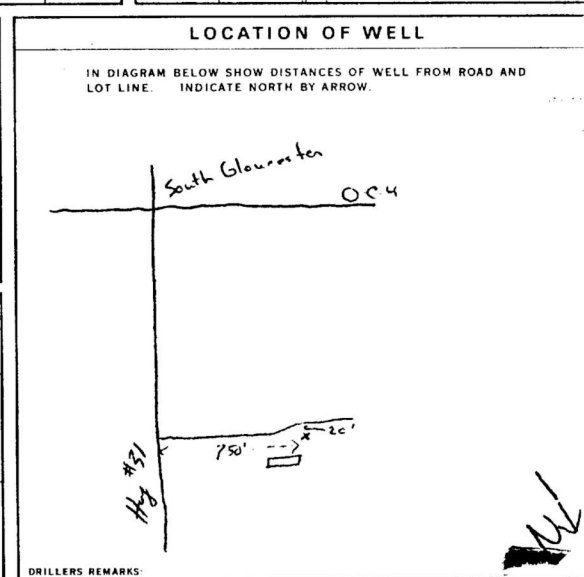 LOCATION OF WELL
IN DIAGRAM BELOW SHOW DISTANCES OF WELL FROM ROAD AND
LOT LINE. INDICATE NORTH BY ARROW.
South Gloucester
O.C. 4
20'
750'
Hwy #31
N
DRILLERS REMARKS: